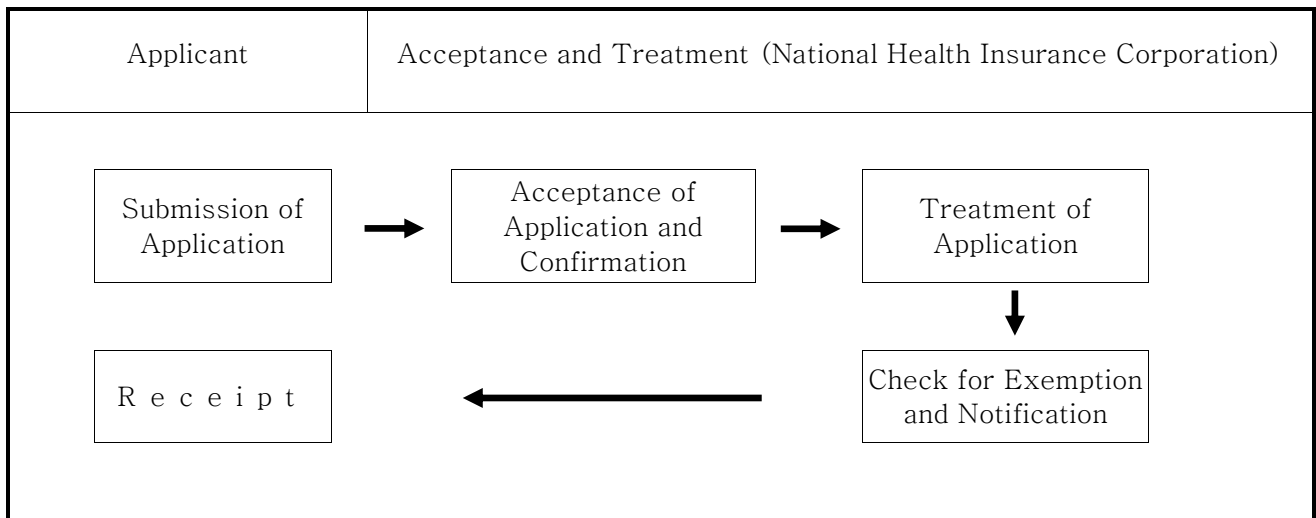 Applicant
Acceptance and Treatment (National Health Insurance Corporation)
Submission of
Application
Acceptance of
Application and
Confirmation
Treatment of
Application
Check for Exemption
and Notification
R e c e i p t